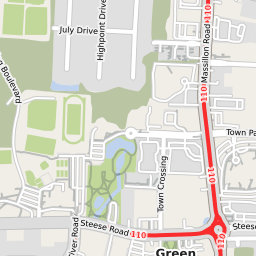 July Drive
Highpoint Drive
Massillon Road
110
Boulevard
Town Pa
110
Town Crossing
River Road
Steese Road
110
Steese
110
Green